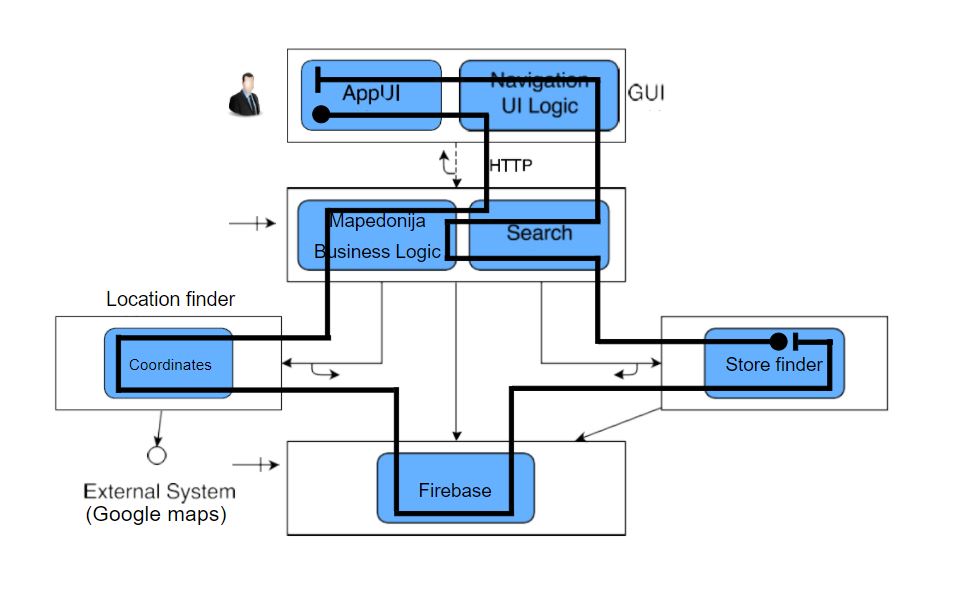 Navigation
AppUI
UI Logic
GUI
HTTP
Mapedonija
Business Logic
Search
Location finder
Coordinates
Store finder
External System
(Google maps)
Firebase